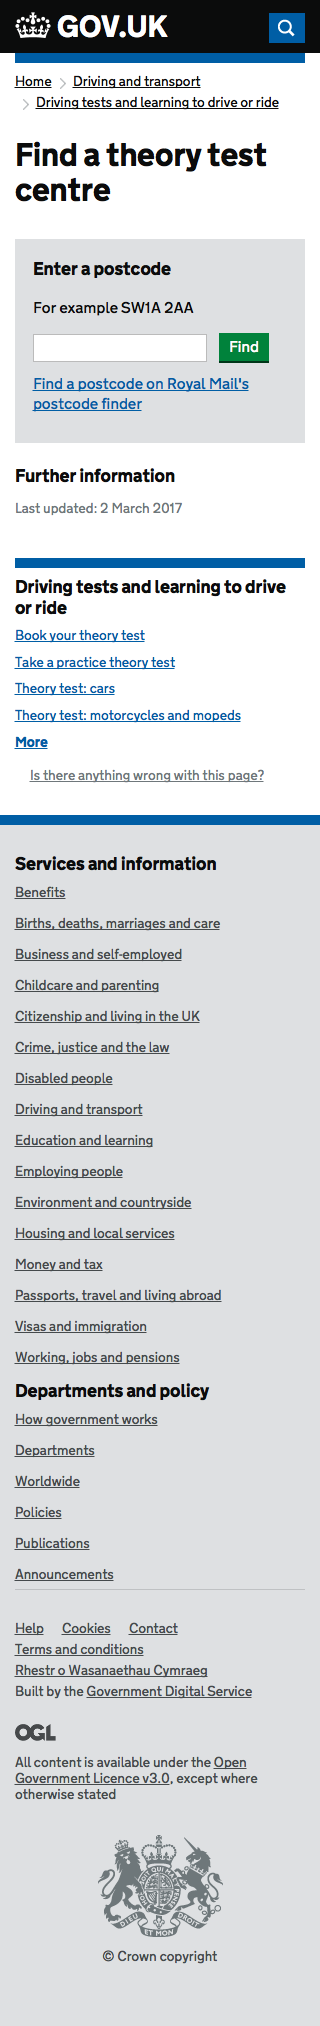 GOV.UK
Home Driving and transport
Driving tests and learning to drive or ride
Find a theory test
centre
Enter a postcode
For example SW1A 2AA
Find
Find a postcode on Royal Mail's
postcode finder
Further information
Last updated: 2 March 2017
Driving tests and learning to drive
or ride
Book your theory test
Take a practice theory test
Theory test: cars
Theory test: motorcycles and mopeds
More
Is there anything wrong with this page?
Services and information
Benefits
Births, deaths, marriages and care
Business and self-employed
Childcare and parenting
Citizenship and living in the UK
Crime, justice and the law
Disabled people
Driving and transport
Education and learning
Employing people
Environment and countryside
Housing and local services
Money and tax
Passports, travel and living abroad
Visas and immigration
Working, jobs and pensions
Departments and policy
How government works
Departments
Worldwide
Policies
Publications
Announcements
Help Cookies Contact
Terms and conditions
Rhestr o Wasanaethau Cymraeg
Built by the Government Digital Service
OGL
All content is available under the Open
Government Licence v3.0, except where
otherwise stated
DIEU ET MON DROIT
© Crown copyright